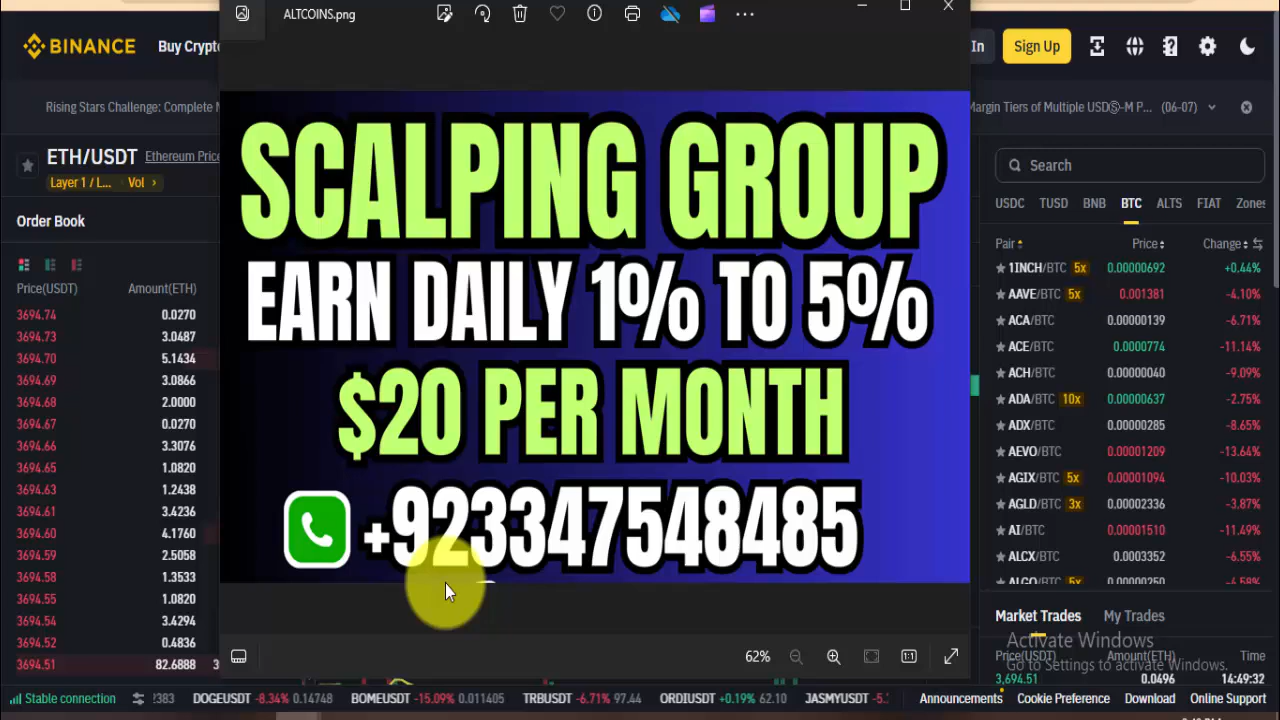 ALTCOINS.png
BINANCE
Buy Crypto
In
Sign Up
Rising Stars Challenge: Complete
Margin Tiers of Multiple USDⓈ-M P... (06-07)
ETH/USDT
Ethereum Price
Layer 1 / L...
Vol
Order Book
Price(USDT) Amount(ETH)
3694.74 0.0270
3694.73 3.0487
3694.70 5.1434
3694.69 3.0866
3694.68 2.0000
3694.67 0.0270
3694.66 3.3076
3694.65 1.0820
3694.63 1.2438
3694.61 3.4236
3694.60 4.1760
3694.59 2.5058
3694.58 1.3533
3694.55 1.0820
3694.54 3.4294
3694.52 0.4836
3694.51 82.6888
SCALPING GROUP
EARN DAILY 1% TO 5%
$20 PER MONTH
+923347548485
62%
1:1
Search
USDC TUSD BNB BTC ALTS FIAT Zones
Pair Price Change
1INCH/BTC 5x 0.00000692 +0.44%
AAVE/BTC 5x 0.001381 -4.10%
ACA/BTC 0.00000139 -6.71%
ACE/BTC 0.0000774 -11.14%
ACH/BTC 0.00000040 -9.09%
ADA/BTC 10x 0.00000637 -2.75%
ADX/BTC 0.00000285 -8.65%
AEVO/BTC 0.00001209 -13.64%
AGIX/BTC 5x 0.00001094 -10.03%
AGLD/BTC 3x 0.00002336 -3.87%
AI/BTC 0.00001510 -11.49%
ALCX/BTC 0.0003352 -6.55%
ALGO/BTC 5x 0.00000250 -4.58%
Market Trades My Trades
Activate Windows
Go to Settings to activate Windows.
Price(USDT) Amount(ETH) Time
3,694.51 0.0496 14:49:32
Stable connection
DOGEUSDT -8.34% 0.14748
BOMEUSDT -15.09% 0.011405
TRBUSDT -6.71% 97.44
ORDIUSDT +0.19% 62.10
JASMYUSDT
Announcements
Cookie Preference
Download
Online Support